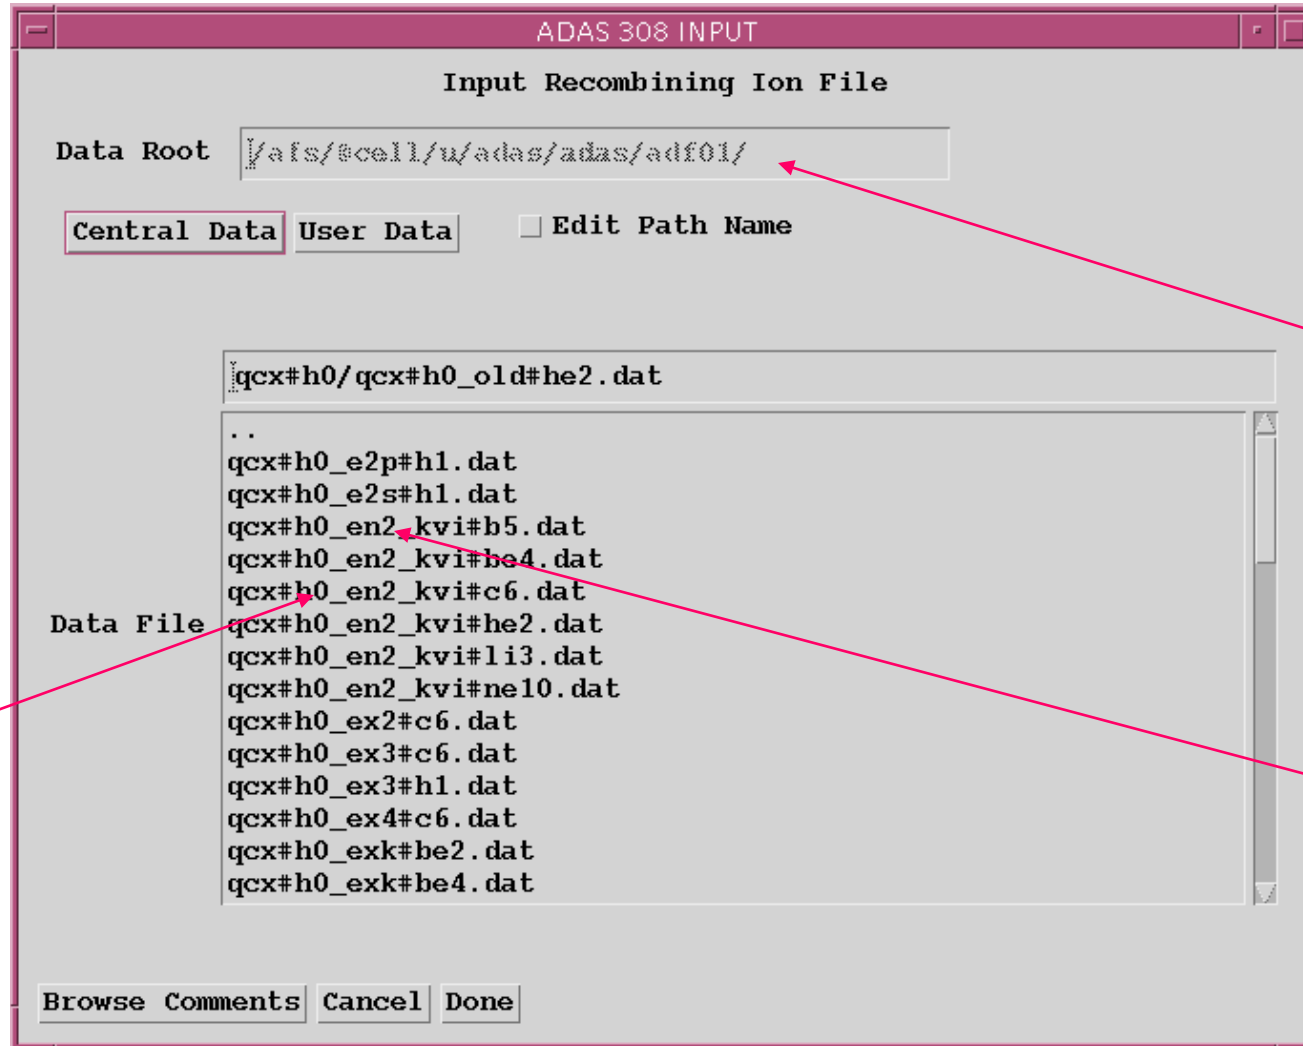 ADAS 308 INPUT
Input Recombining Ion File
Data Root /afs/@cell/u/adas/adas/adf01/
Central Data User Data Edit Path Name
qcx#h0/qcx#h0_old#he2.dat
..
qcx#h0_e2p#h1.dat
qcx#h0_e2s#h1.dat
qcx#h0_en2_kvi#b5.dat
qcx#h0_en2_kvi#be4.dat
qcx#h0_en2_kvi#c6.dat
Data File qcx#h0_en2_kvi#he2.dat
qcx#h0_en2_kvi#li3.dat
qcx#h0_en2_kvi#ne10.dat
qcx#h0_ex2#c6.dat
qcx#h0_ex3#c6.dat
qcx#h0_ex3#h1.dat
qcx#h0_ex4#c6.dat
qcx#h0_exk#be2.dat
qcx#h0_exk#be4.dat
Browse Comments Cancel Done